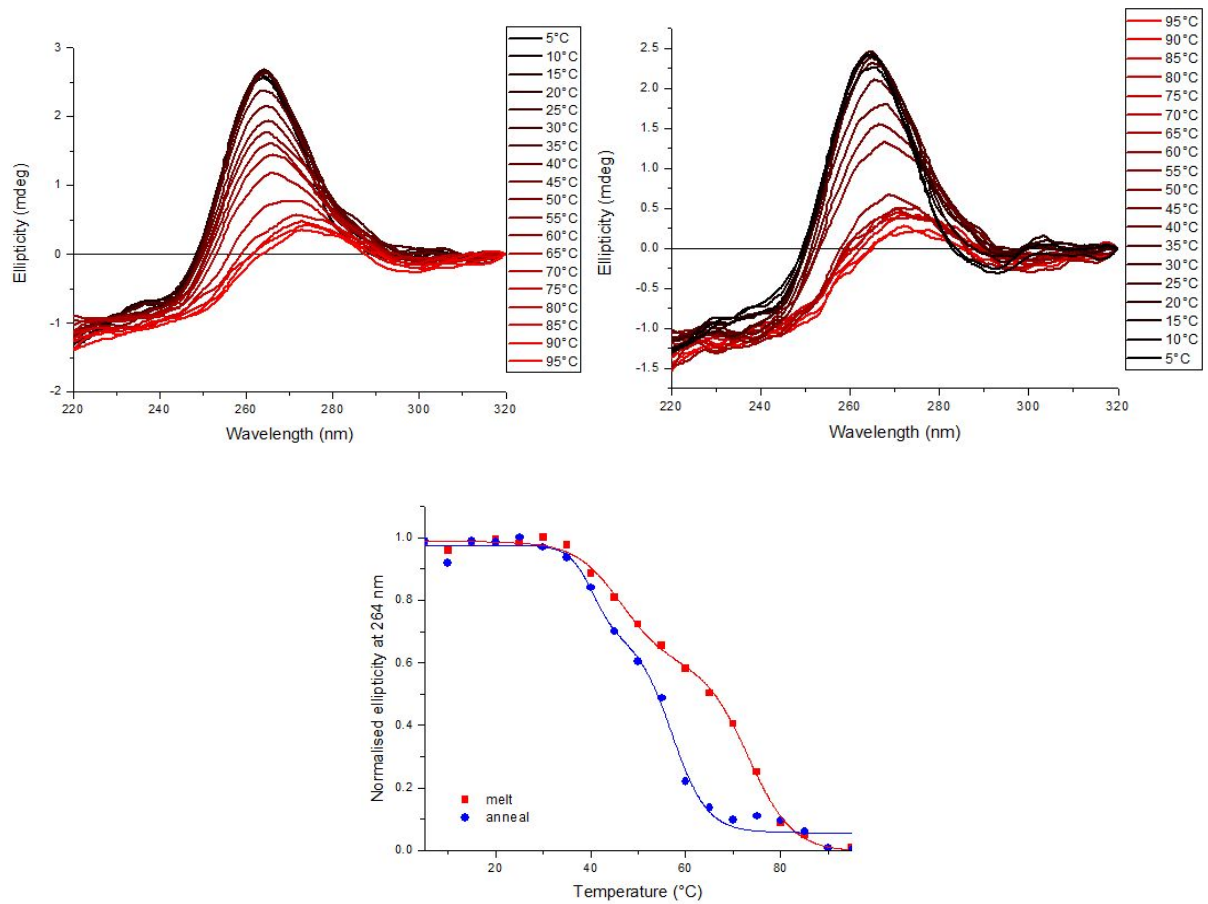 3
2
1
0
-1
-2
220
240
260
280
300
320
Ellipticity (mdeg)
Wavelength (nm)
5°C
10°C
15°C
20°C
25°C
30°C
35°C
40°C
45°C
50°C
55°C
60°C
65°C
70°C
75°C
80°C
85°C
90°C
95°C
2.5
2.0
1.5
1.0
0.5
0.0
-0.5
-1.0
-1.5
220
240
260
280
300
320
Ellipticity (mdeg)
Wavelength (nm)
95°C
90°C
85°C
80°C
75°C
70°C
65°C
60°C
55°C
50°C
45°C
40°C
35°C
30°C
25°C
20°C
15°C
10°C
5°C
1.0
0.8
0.6
0.4
0.2
0.0
20
40
60
80
Normalised ellipticity at 264 nm
Temperature (°C)
melt
anneal